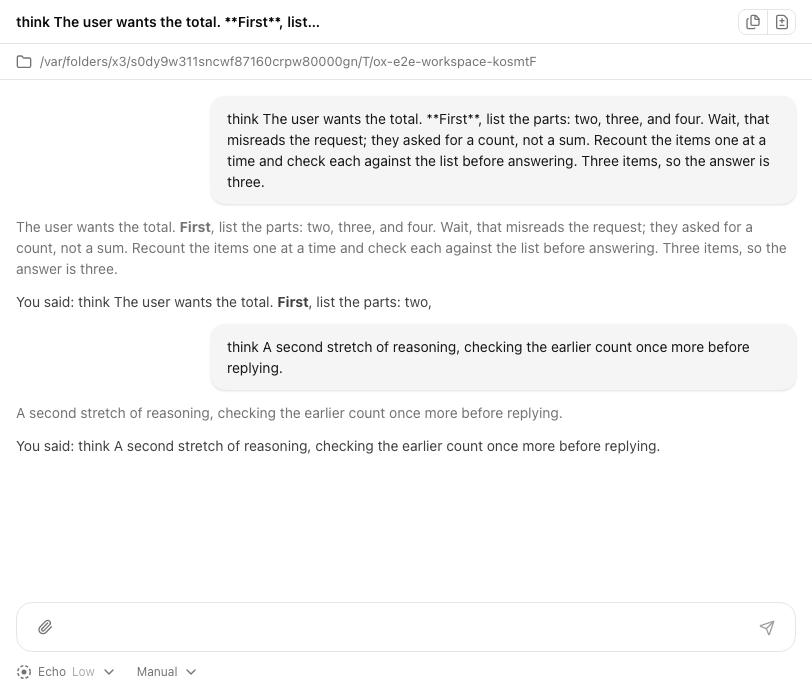 think The user wants the total. **First**, list...
/var/folders/x3/s0dy9w311sncwf87160crpw80000gn/T/ox-e2e-workspace-kosmtF
think The user wants the total. **First**, list the parts: two, three, and four. Wait, that
misreads the request; they asked for a count, not a sum. Recount the items one at a
time and check each against the list before answering. Three items, so the answer is
three.
The user wants the total. First, list the parts: two, three, and four. Wait, that misreads the request; they asked for a
count, not a sum. Recount the items one at a time and check each against the list before answering. Three items, so the
answer is three.
You said: think The user wants the total. First, list the parts: two,
think A second stretch of reasoning, checking the earlier count once more before
replying.
A second stretch of reasoning, checking the earlier count once more before replying.
You said: think A second stretch of reasoning, checking the earlier count once more before replying.
Echo Low Manual